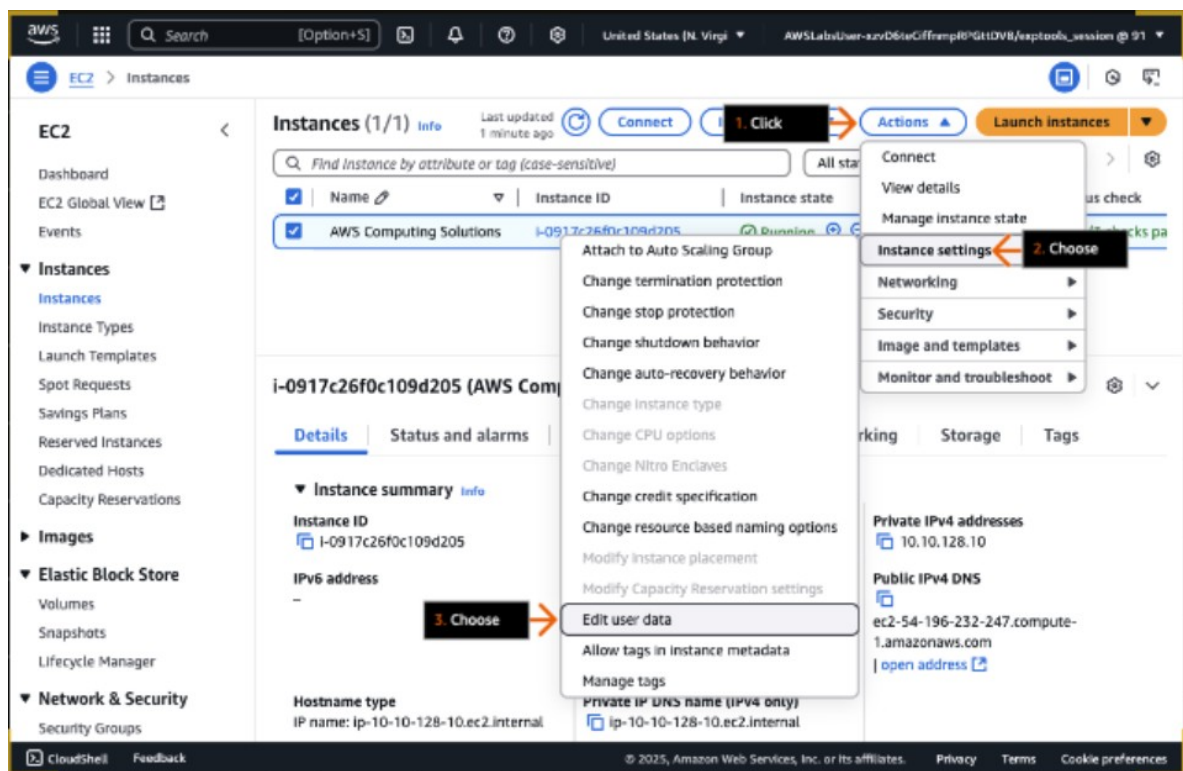 aws
Search [Option+S]
United States (N. Virgi
EC2 > Instances
EC2
Dashboard
EC2 Global View
Events
Instances
Instances
Instance Types
Launch Templates
Spot Requests
Savings Plans
Reserved Instances
Dedicated Hosts
Capacity Reservations
Images
Elastic Block Store
Volumes
Snapshots
Lifecycle Manager
Network & Security
Security Groups
Instances (1/1) Info
Last updated
1 minute ago
Connect
1. Click
Actions
Launch instances
Find Instance by attribute or tag (case-sensitive)
All sta
Name
Instance ID
Instance state
us check
AWS Computing Solutions
i-0917c26f0c109d205
Running
checks pa
Connect
View details
Manage instance state
Instance settings
2. Choose
Networking
Security
Image and templates
Monitor and troubleshoot
Attach to Auto Scaling Group
Change termination protection
Change stop protection
Change shutdown behavior
Change auto-recovery behavior
Change instance type
Change CPU options
Change Nitro Enclaves
Change credit specification
Change resource based naming options
Modify instance placement
Modify Capacity Reservation settings
3. Choose
Edit user data
Allow tags in instance metadata
Manage tags
i-0917c26f0c109d205 (AWS Comp
Details
Status and alarms
rking
Storage
Tags
Instance summary Info
Instance ID
i-0917c26f0c109d205
IPv6 address
–
Hostname type
IP name: ip-10-10-128-10.ec2.internal
Private IP DNS name (IPv4 only)
ip-10-10-128-10.ec2.internal
Private IPv4 addresses
10.10.128.10
Public IPv4 DNS
ec2-54-196-232-247.compute-
1.amazonaws.com
| open address
CloudShell
Feedback
© 2025, Amazon Web Services, Inc. or its affiliates.
Privacy
Terms
Cookie preferences